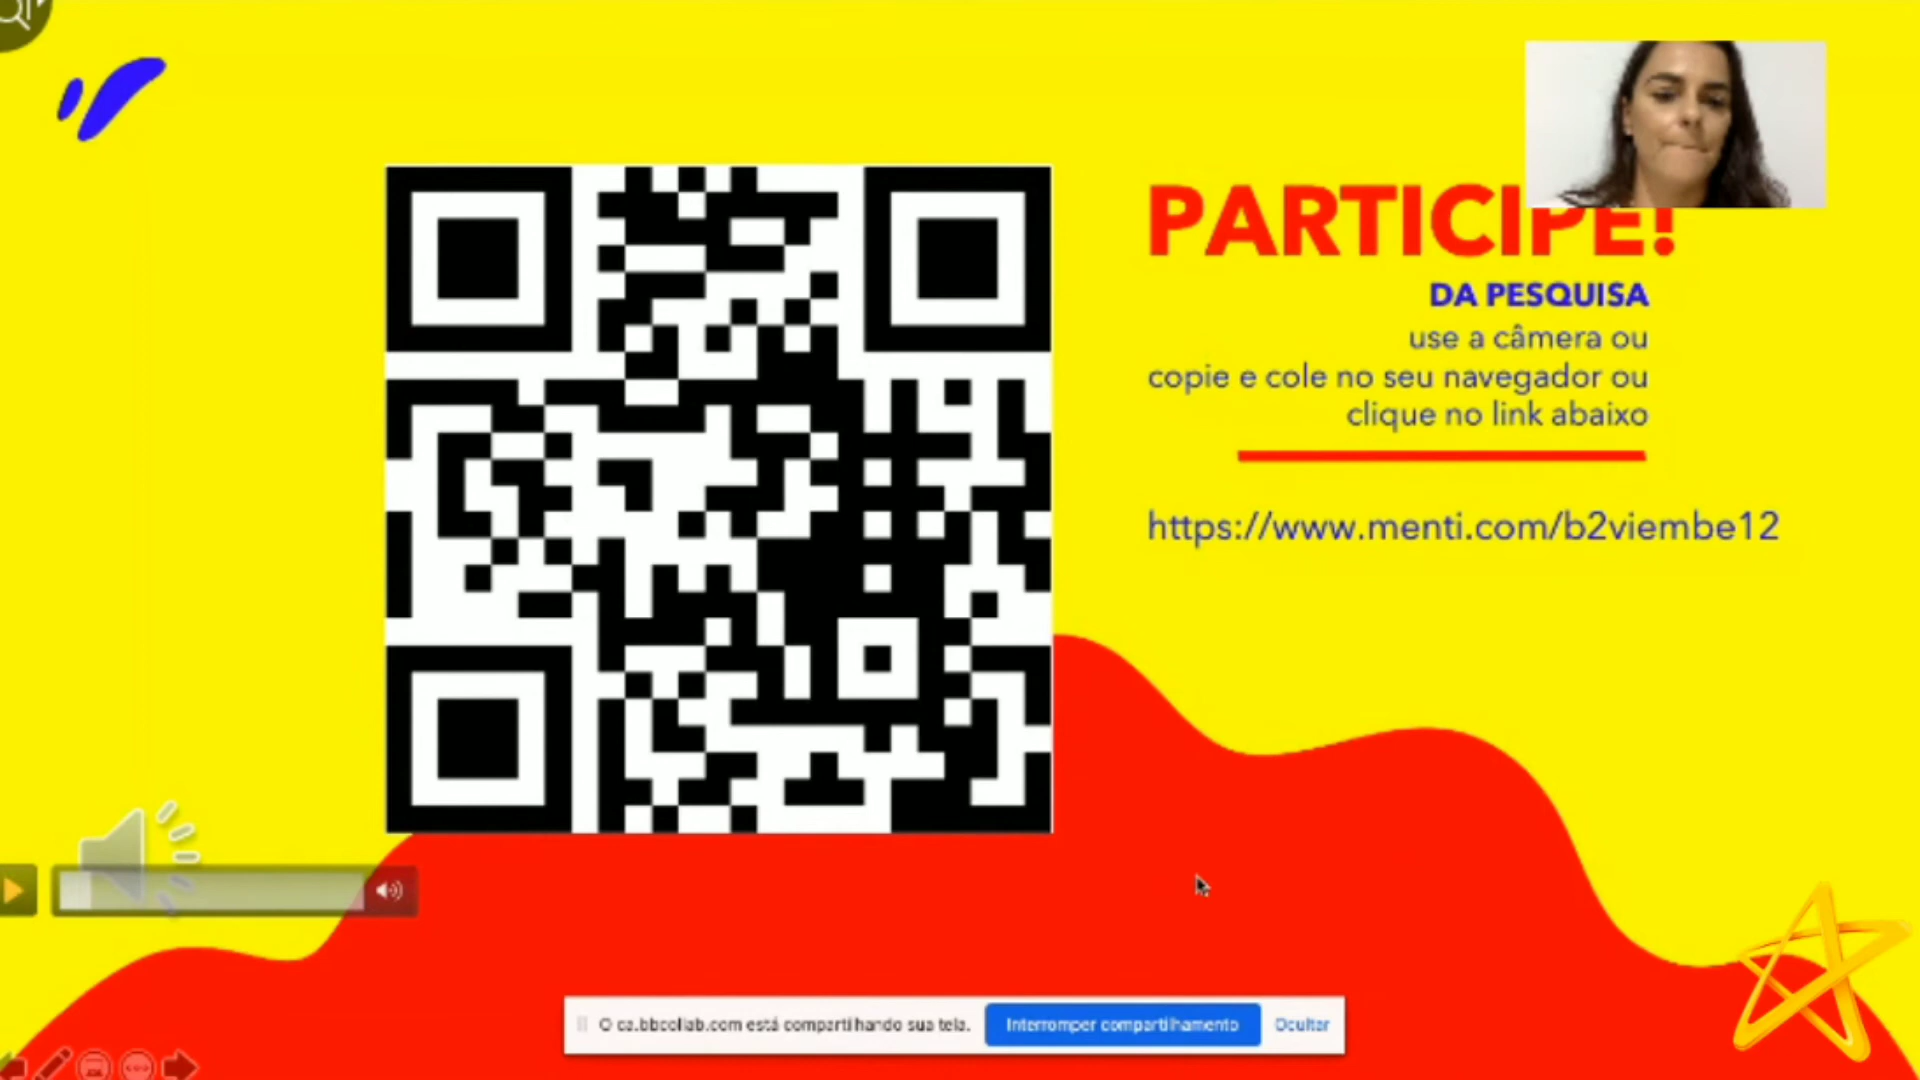 PARTICIPE!
DA PESQUISA
use a câmera ou
copie e cole no seu navegador ou
clique no link abaixo
https://www.menti.com/b2viembe12
O ca.bbcollab.com está compartilhando sua tela.
Interromper compartilhamento
Ocultar